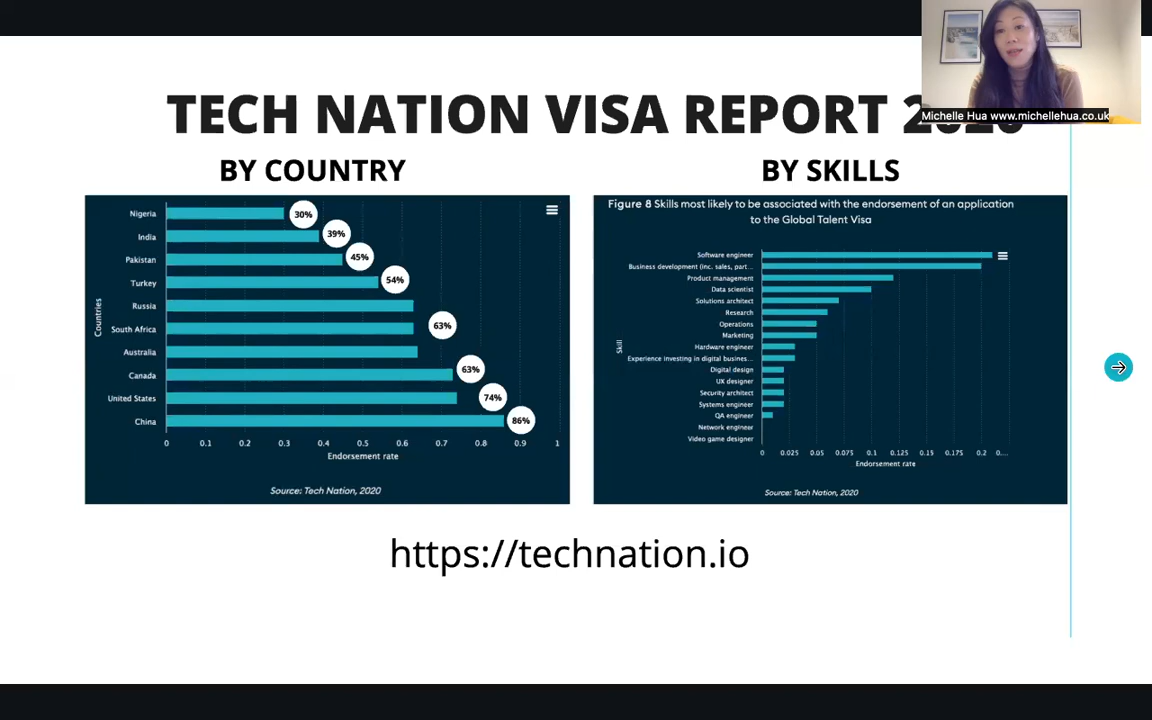 TECH NATION VISA REPORT 2020
Michelle Hua www.michellehua.co.uk
BY COUNTRY
Nigeria 30%
India 39%
Pakistan 45%
Turkey 54%
Russia
South Africa 63%
Australia
Canada 63%
United States 74%
China 86%
Countries
0 0.1 0.2 0.3 0.4 0.5 0.6 0.7 0.8 0.9 1
Endorsement rate
Source: Tech Nation, 2020
BY SKILLS
Figure 8 Skills most likely to be associated with the endorsement of an application
to the Global Talent Visa
Software engineer
Business development (inc. sales, part...
Product management
Data scientist
Solutions architect
Research
Operations
Marketing
Hardware engineer
Experience investing in digital busines...
Digital design
UX designer
Security architect
Systems engineer
QA engineer
Network engineer
Video game designer
Skill
0 0.025 0.05 0.075 0.1 0.125 0.15 0.175 0.2 0....
Endorsement rate
Source: Tech Nation, 2020
https://technation.io